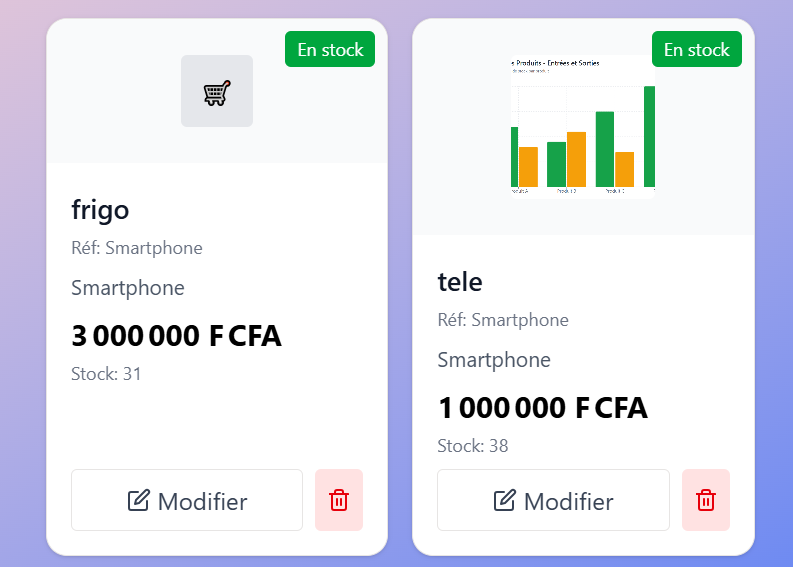 En stock
frigo
Réf: Smartphone
Smartphone
3 000 000 F CFA
Stock: 31
Modifier
En stock
s Produits - Entrées et Sorties
tele
Réf: Smartphone
Smartphone
1 000 000 F CFA
Stock: 38
Modifier